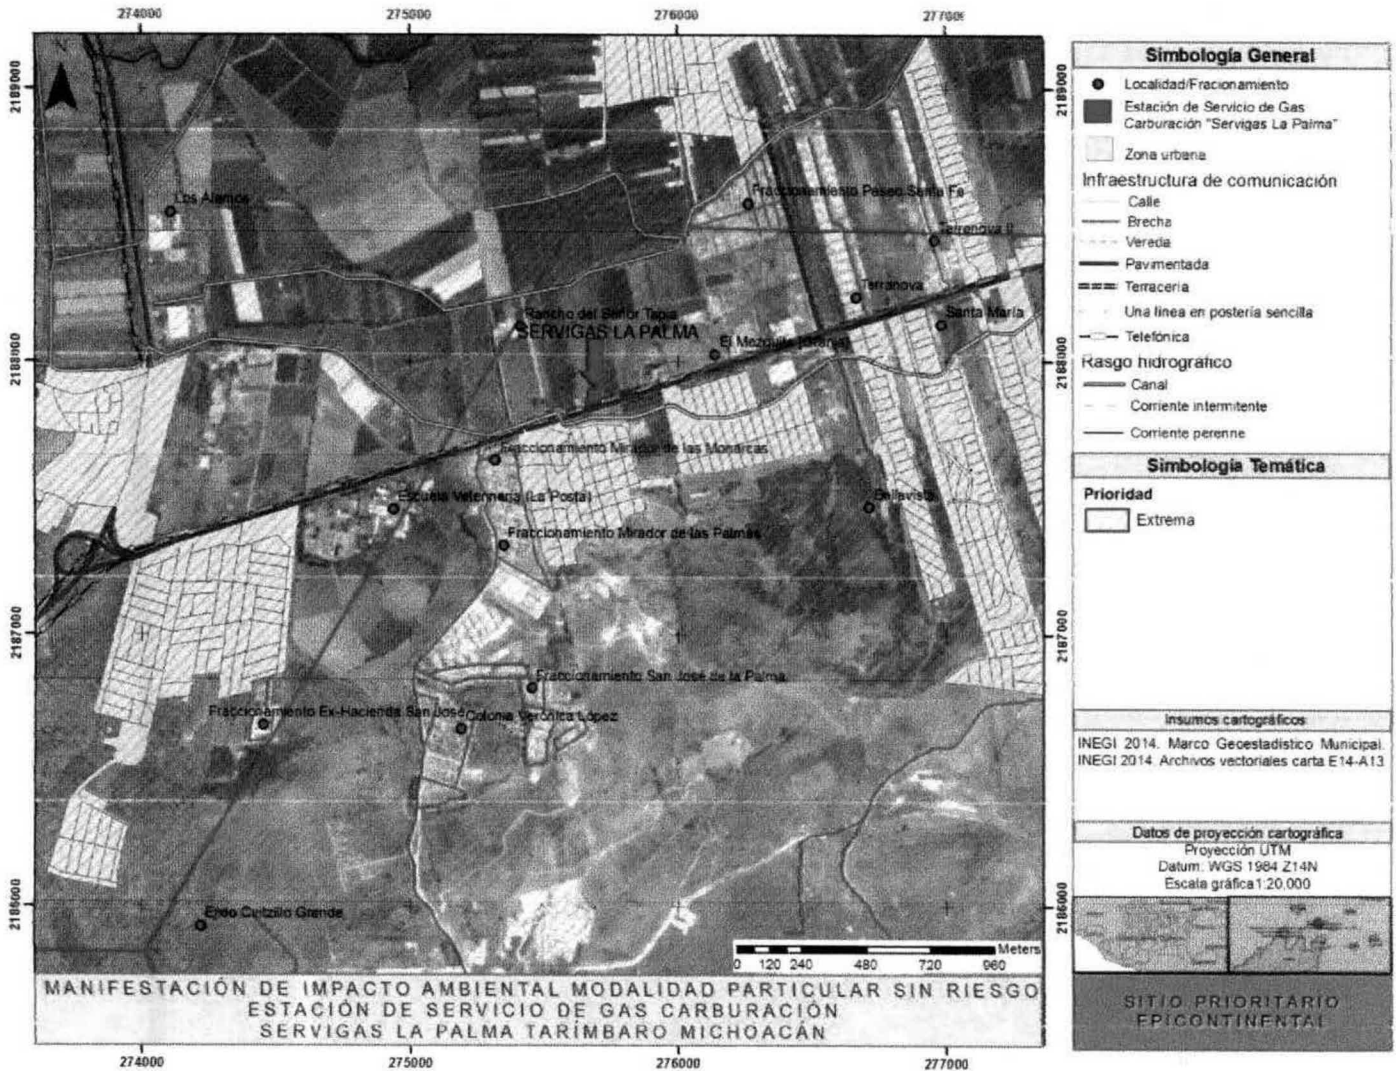 274000
275000
276000
277000
2189000
2189000
2188000
2188000
2187000
2187000
2186000
2186000
Los Alamos
Fraccionamiento Paseo Santa Fe
Terranova II
Terranova
Santa María
Rancho del Señor Tapia
SERVIGAS LA PALMA
El Mezquite [Granja]
Fraccionamiento Mirador de las Monarcas
Escuela Veterinaria (La Posta)
Bellavista
Fraccionamiento Mirador de las Palmas
Fraccionamiento San José de la Palma
Fraccionamiento Ex-Hacienda San José
Colonia Verónica López
Ejido Cuitzillo Grande
Meters
0 120 240 480 720 960
MANIFESTACIÓN DE IMPACTO AMBIENTAL MODALIDAD PARTICULAR SIN RIESGO
ESTACIÓN DE SERVICIO DE GAS CARBURACIÓN
SERVIGAS LA PALMA TARÍMBARO MICHOACÁN
274000
275000
276000
277000
Simbología General
Localidad/Fracionamiento
Estación de Servicio de Gas
Carburación "Servigas La Palma"
Zona urbana
Infraestructura de comunicación
Calle
Brecha
Vereda
Pavimentada
Terracería
Una linea en postería sencilla
Telefónica
Rasgo hidrográfico
Canal
Corriente intermitente
Corriente perenne
Simbología Temática
Prioridad
Extrema
Insumos cartográficos
INEGI 2014. Marco Geoestadístico Municipal.
INEGI 2014. Archivos vectoriales carta E14-A13
Datos de proyección cartográfica
Proyección UTM
Datum: WGS 1984 Z14N
Escala gráfica 1:20,000
SITIO PRIORITARIO
EPICONTINENTAL